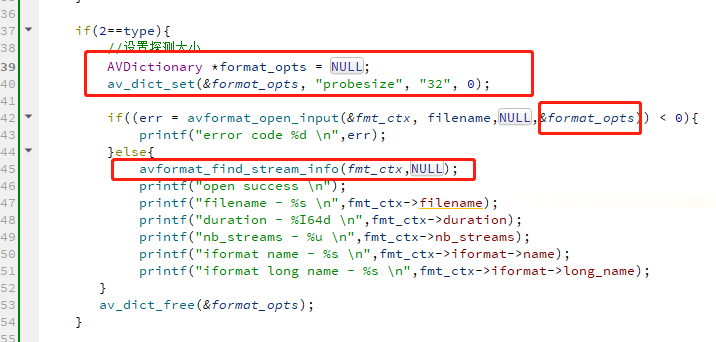 36
37 if(2==type){
38 //设置探测大小
39 AVDictionary *format_opts = NULL;
40 av_dict_set(&format_opts, "probesize", "32", 0);
41
42 if((err = avformat_open_input(&fmt_ctx, filename,NULL,&format_opts)) < 0){
43 printf("error code %d \n",err);
44 }else{
45 avformat_find_stream_info(fmt_ctx,NULL);
46 printf("open success \n");
47 printf("filename - %s \n",fmt_ctx->filename);
48 printf("duration - %I64d \n",fmt_ctx->duration);
49 printf("nb_streams - %u \n",fmt_ctx->nb_streams);
50 printf("iformat name - %s \n",fmt_ctx->iformat->name);
51 printf("iformat long name - %s \n",fmt_ctx->iformat->long_name);
52 }
53 av_dict_free(&format_opts);
54 }